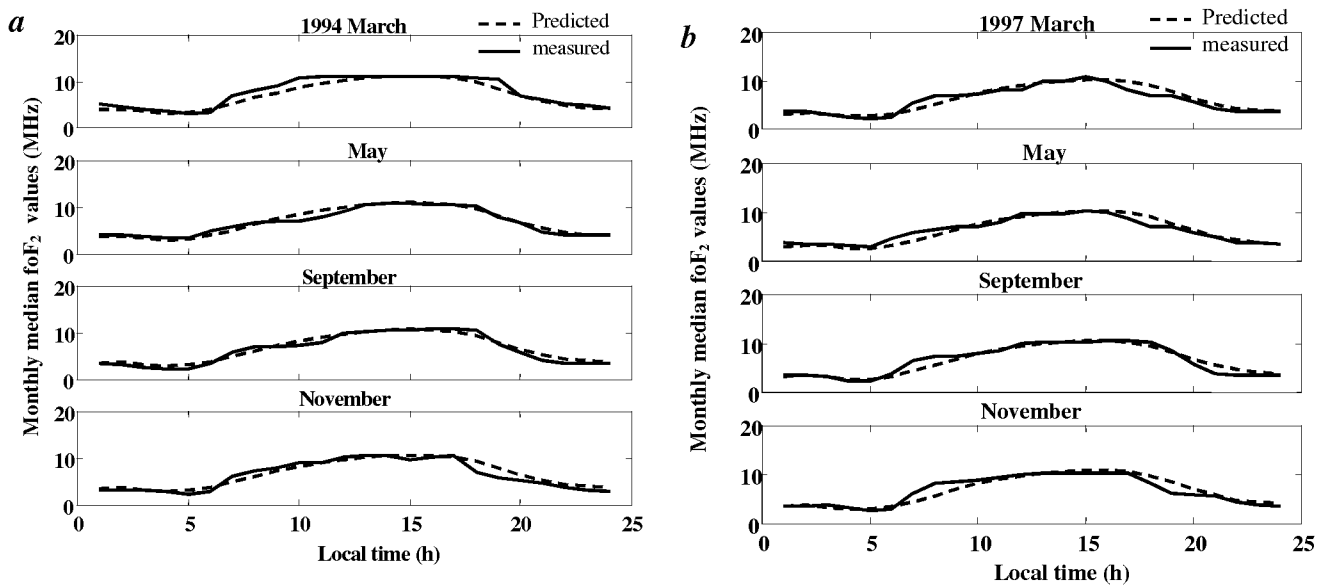 a
1994 March
Predicted
measured
20
10
0
May
20
10
0
September
20
10
0
November
20
10
0
0 5 10 15 20 25
Local time (h)
Monthly median foF₂ values (MHz)
b
1997 March
Predicted
measured
20
10
0
May
20
10
0
September
20
10
0
November
20
10
0
0 5 10 15 20 25
Local time (h)
Monthly median foF₂ values (MHz)